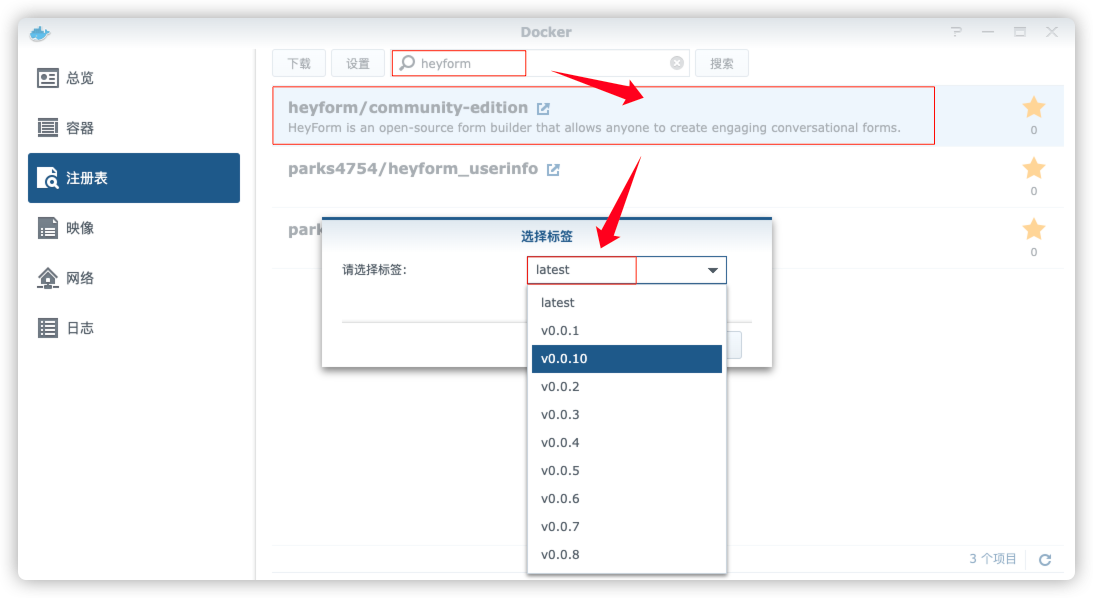 Docker
总览
容器
注册表
映像
网络
日志
下载
设置
heyform
搜索
heyform/community-edition
HeyForm is an open-source form builder that allows anyone to create engaging conversational forms.
0
parks4754/heyform_userinfo
0
park
0
选择标签
请选择标签:
latest
latest
v0.0.1
v0.0.10
v0.0.2
v0.0.3
v0.0.4
v0.0.5
v0.0.6
v0.0.7
v0.0.8
3 个项目